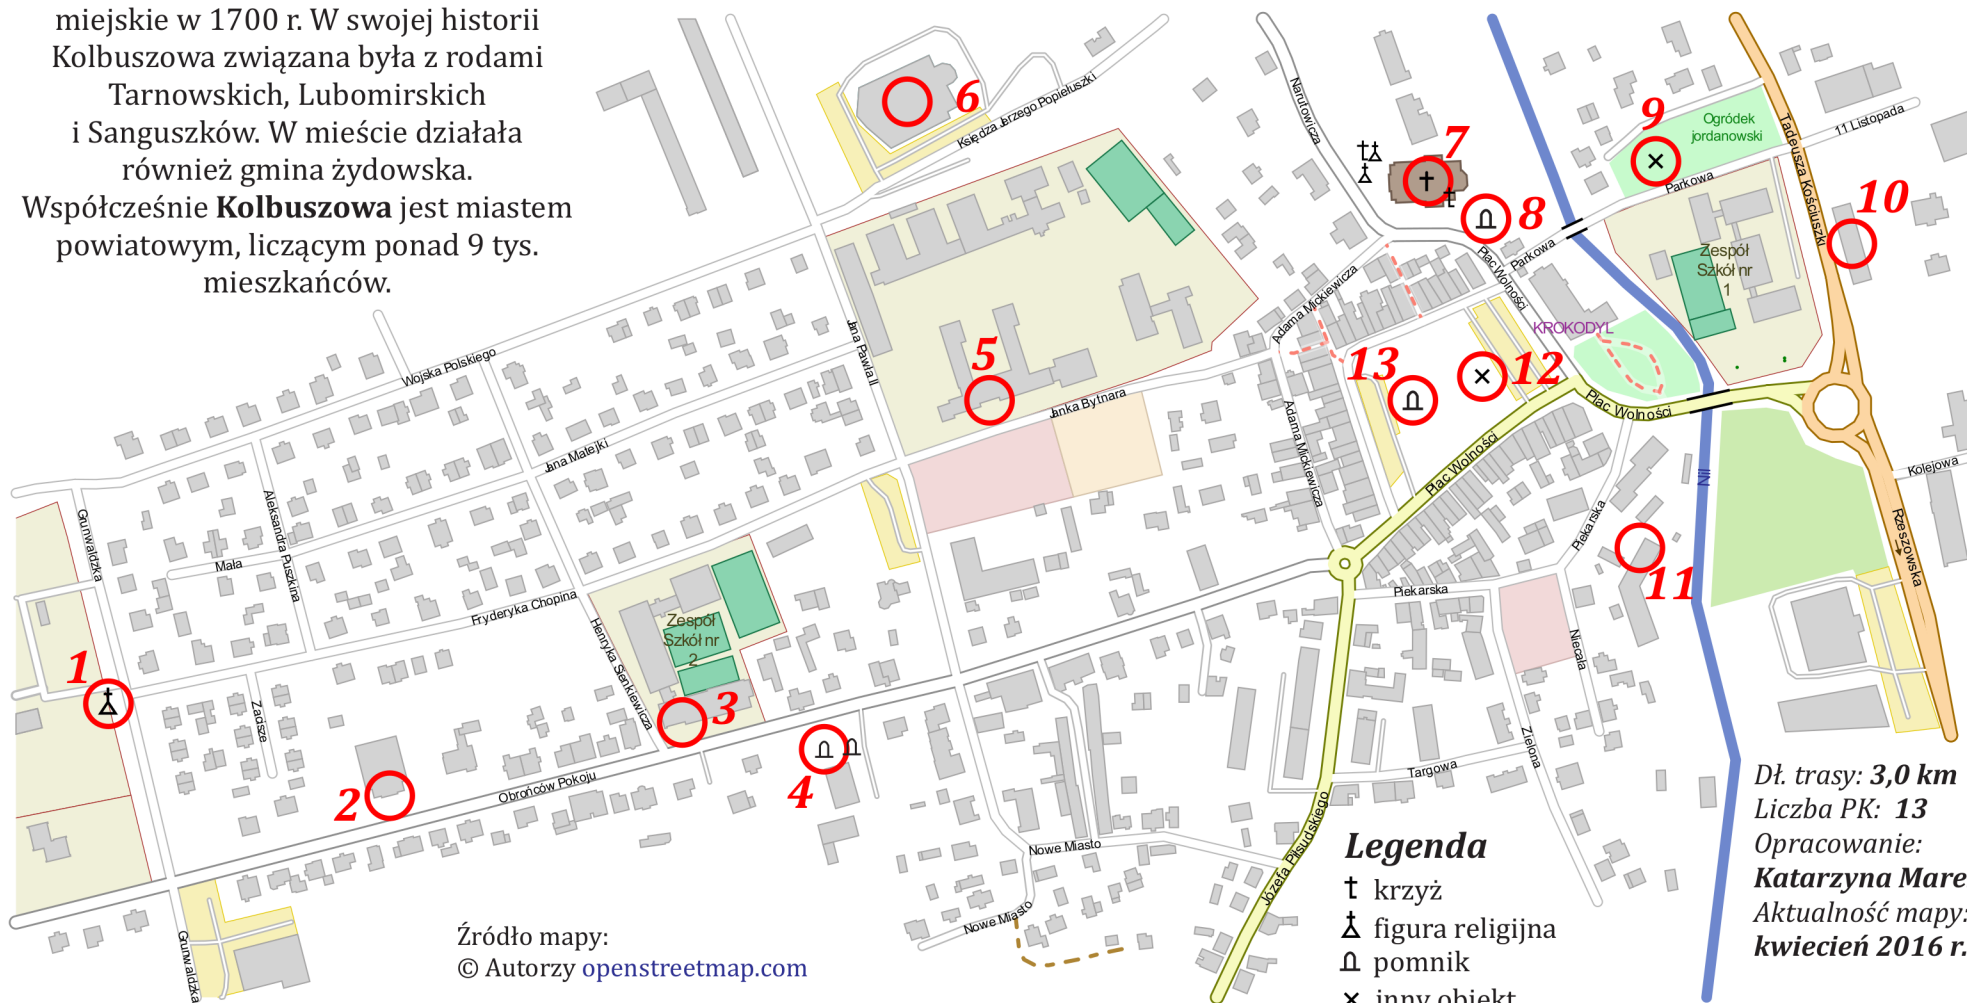 miejskie w 1700 r. W swojej historii
Kolbuszowa związana była z rodami
Tarnowskich, Lubomirskich
i Sanguszków. W mieście działała
również gmina żydowska.
Współcześnie Kolbuszowa jest miastem
powiatowym, liczącym ponad 9 tys.
mieszkańców.
6
Księdza Jerzego Popiełuszki
Narutowicza
7
8
9
Ogródek
jordanowski
Tadeusza Kościuszki
11 Listopada
Parkowa
10
Zespół
Szkół nr
1
Parkowa
Plac Wolności
Adama Mickiewicza
KROKODYL
Wojska Polskiego
Jana Pawła II
5
Janka Bytnara
13
12
Plac Wolności
Adama Mickiewicza
Plac Wolności
Jana Matejki
Nil
Kolejowa
Rzeszowska
Piekarska
11
Grunwaldzka
Aleksandra Puszkina
Mała
Fryderyka Chopina
Henryka Sienkiewicza
Zespół
Szkół nr
2
Piekarska
Niecała
1
Zacisze
3
4
2
Obrońców Pokoju
Targowa
Zielona
Józefa Piłsudskiego
Nowe Miasto
Nowe Miasto
Grunwaldzka
Źródło mapy:
© Autorzy openstreetmap.com
Legenda
krzyż
figura religijna
pomnik
inny obiekt
Dł. trasy: 3,0 km
Liczba PK: 13
Opracowanie:
Katarzyna Mare
Aktualność mapy:
kwiecień 2016 r.